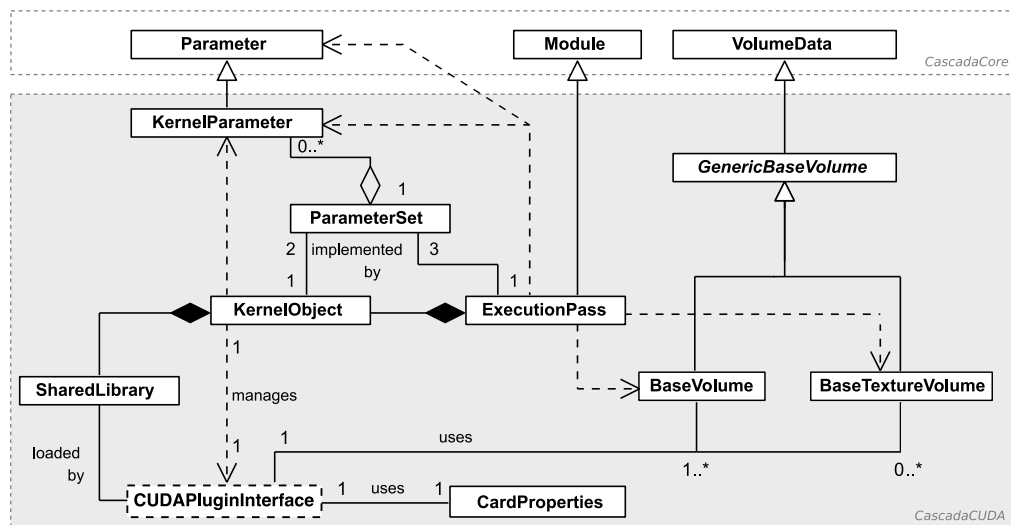 Parameter
Module
VolumeData
CascadaCore
KernelParameter
0..*
GenericBaseVolume
1
ParameterSet
2 implemented 3
by
1
1
KernelObject
ExecutionPass
1
SharedLibrary
BaseVolume
BaseTextureVolume
manages
loaded
by
1
1
uses
1..*
0..*
CUDAPluginInterface
1 uses 1
CardProperties
CascadaCUDA